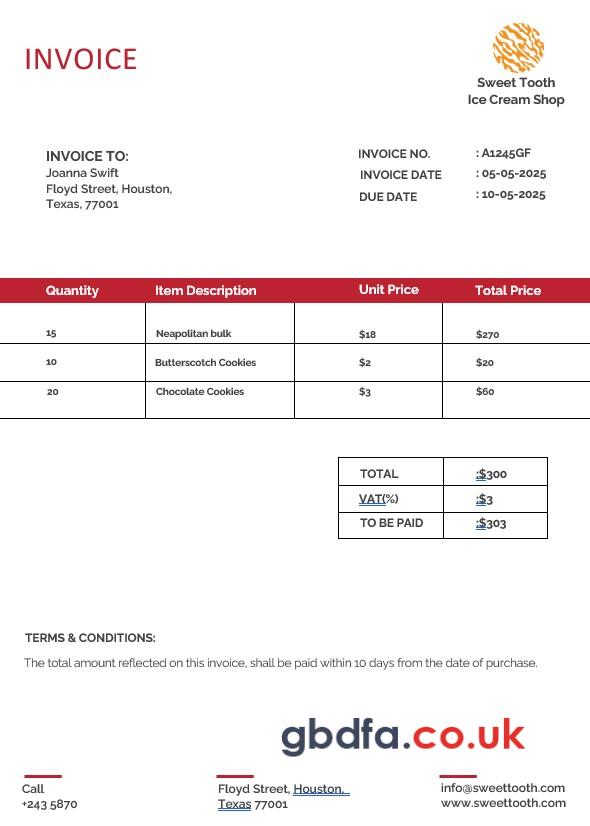 INVOICE
Sweet Tooth
Ice Cream Shop
INVOICE TO:
Joanna Swift
Floyd Street, Houston,
Texas, 77001
INVOICE NO. : A1245GF
INVOICE DATE : 05-05-2025
DUE DATE : 10-05-2025
Quantity Item Description Unit Price Total Price
15 Neapolitan bulk $18 $270
10 Butterscotch Cookies $2 $20
20 Chocolate Cookies $3 $60
TOTAL :$300
VAT(%) :$3
TO BE PAID :$303
TERMS & CONDITIONS:
The total amount reflected on this invoice, shall be paid within 10 days from the date of purchase.
gbdfa.co.uk
Call
+243 5870
Floyd Street, Houston,
Texas 77001
info@sweettooth.com
www.sweettooth.com